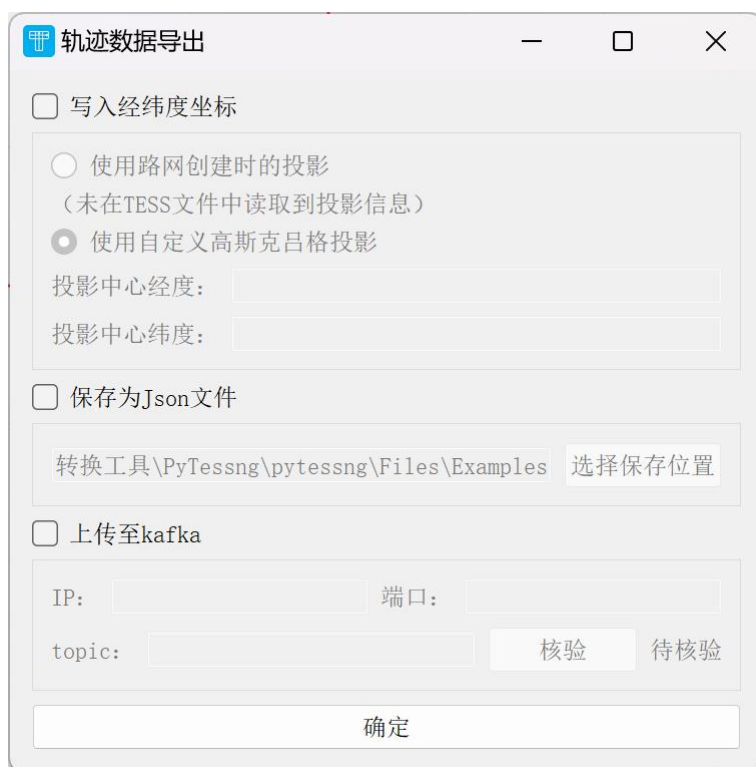 轨迹数据导出
写入经纬度坐标
使用路网创建时的投影
（未在TESS文件中读取到投影信息）
使用自定义高斯克吕格投影
投影中心经度：
投影中心纬度：
保存为Json文件
转换工具\PyTessng\pytessng\Files\Examples 选择保存位置
上传至kafka
IP： 端口：
topic： 核验 待核验
确定